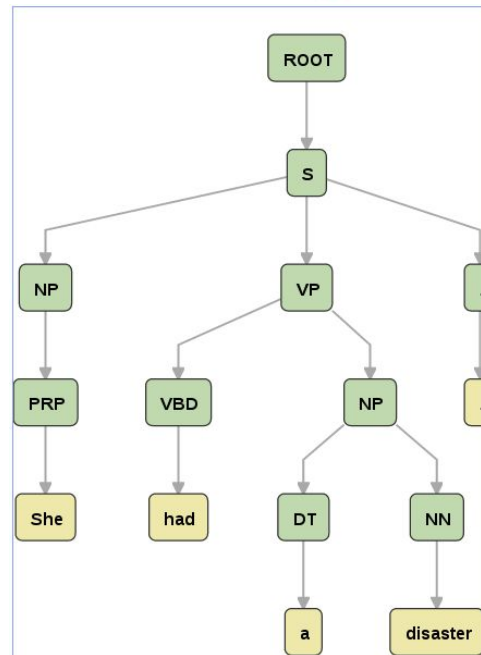 ROOT
S
NP VP
PRP VBD NP
She had DT NN
a disaster